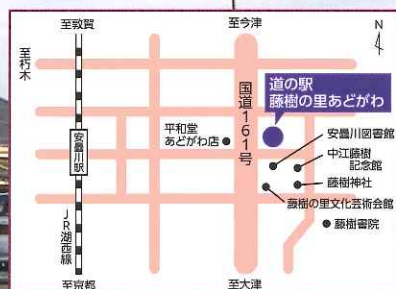 至敦賀
至今津
N
至朽木
国道161号
道の駅
藤樹の里あどがわ
平和堂
あどがわ店
安曇川図書館
中江藤樹
記念館
安曇川駅
藤樹神社
藤樹の里文化芸術会館
藤樹書院
JR湖西線
至京都
至大津